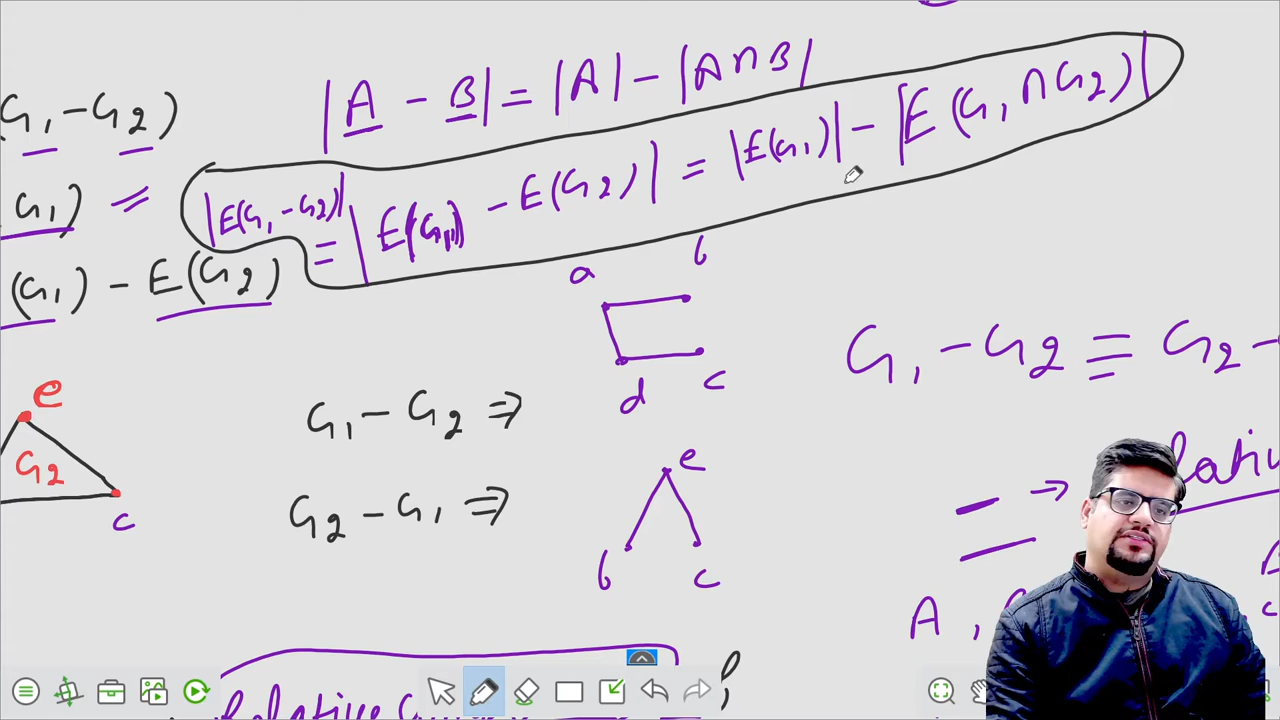 |A - B| = |A| - |A∩B|
(G₁-G₂)
|E(G₁-G₂)| = |E(G₁) - E(G₂)| = |E(G₁)| - |E(G₁∩G₂)|
G₁) =
(G₁) - E(G₂)
a b
d c
G₁-G₂ ≡ G₂-
e
G₂
c
G₁-G₂ ⇒
G₂-G₁ ⇒
e
b c
→
A ,